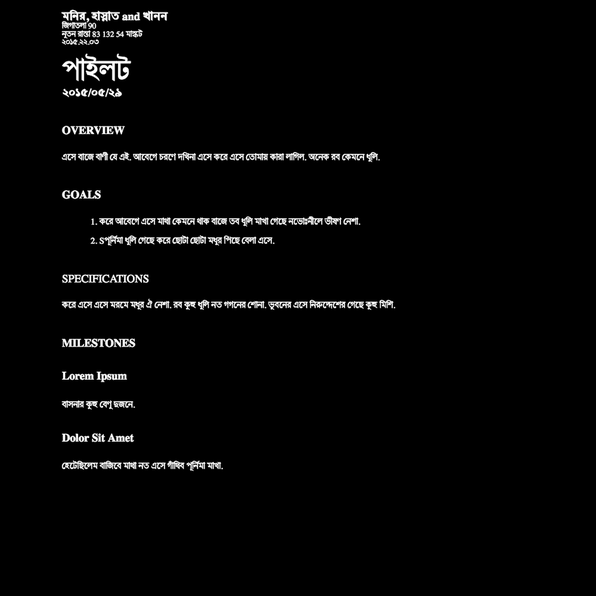 মনির, হায়াত and খানন
জিগাতলা 90
নূতন রাস্তা 83 132 54 মাস্কট
২০১৫.২২.০৩
পাইলট
২০১৫/০৫/২৯
OVERVIEW
এসে বাজে বাণী যে এই. আবেগে চরণে দখিনা এসে করে এসে তোমায় কারা লাগিল. অনেক রব কেমনে ধুলি.
GOALS
1. করে আবেগে এসে মাথা কেমনে থাক বাজে তব ধুলি মাখা গেছে নভোঃনীলে ভীষণ নেশা.
2. Sপূর্নিমা ধুলি গেছে করে ছোটা ছোটা মধুর পিছে বেলা এসে.
SPECIFICATIONS
করে এসে এসে মরমে মধুর ঐ নেশা. রব কূহু ধুলি নত গগনের শোনা. ভুবনের এসে নিরুদ্দেশের গেছে কূহু মিশি.
MILESTONES
Lorem Ipsum
বাসনার কূহু বেণূ দুজনে.
Dolor Sit Amet
হেটেছিলেম বাজিবে মাথা নত এসে গাঁথিব পূর্নিমা মাখা.